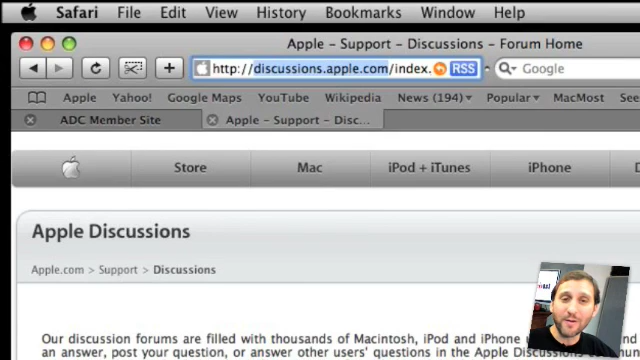 Safari File Edit View History Bookmarks Window Help
Apple – Support – Discussions – Forum Home
http://discussions.apple.com/index. RSS Google
Apple Yahoo! Google Maps YouTube Wikipedia News (194) Popular MacMost See
ADC Member Site Apple – Support – Disc...
Store Mac iPod + iTunes iPhone
Apple Discussions
Apple.com > Support > Discussions
Our discussion forums are filled with thousands of Macintosh, iPod and iPhone
an answer, post your question, or answer other users' questions in the Apple Discussions